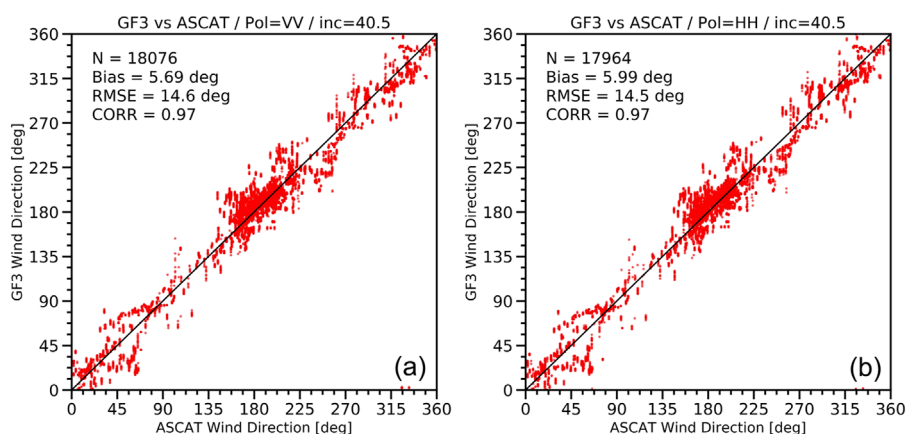 GF3 vs ASCAT / Pol=VV / inc=40.5
360
315
270
225
180
135
90
45
0
GF3 Wind Direction [deg]
N = 18076
Bias = 5.69 deg
RMSE = 14.6 deg
CORR = 0.97
(a)
0 45 90 135 180 225 270 315 360
ASCAT Wind Direction [deg]
GF3 vs ASCAT / Pol=HH / inc=40.5
360
315
270
225
180
135
90
45
0
GF3 Wind Direction [deg]
N = 17964
Bias = 5.99 deg
RMSE = 14.5 deg
CORR = 0.97
(b)
0 45 90 135 180 225 270 315 360
ASCAT Wind Direction [deg]